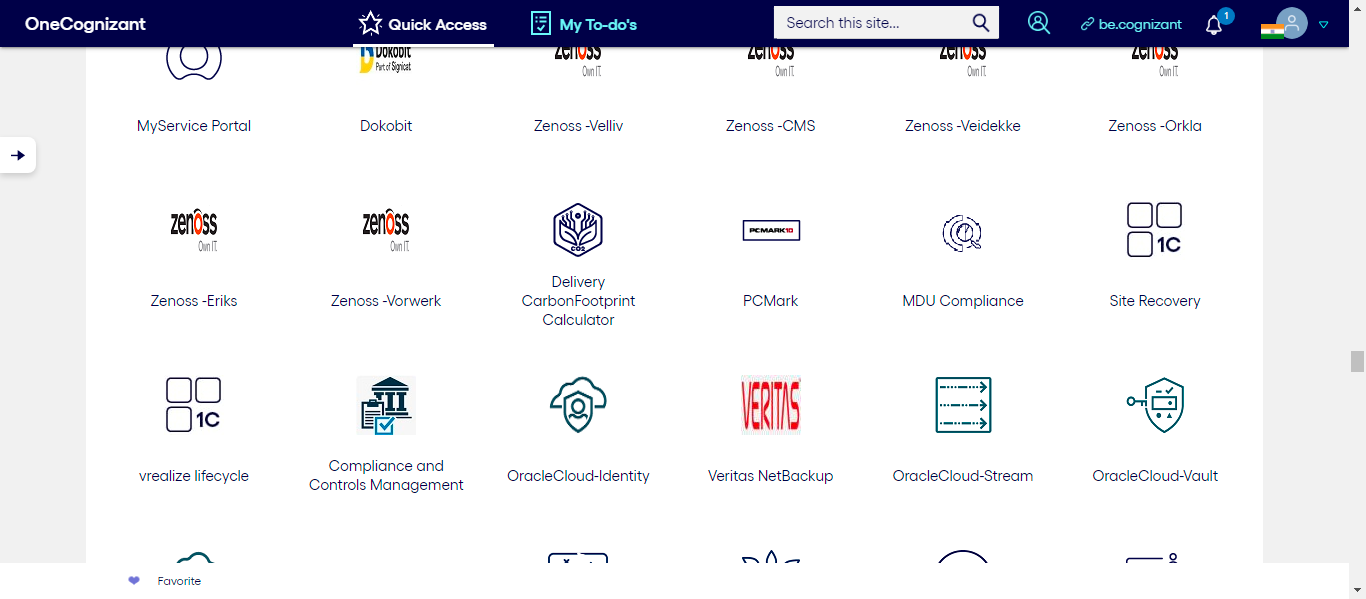 OneCognizant
Quick Access
My To-do's
Search this site...
be.cognizant
1
Dokobit
Part of Signicat
zenoss
Own IT.
zenoss
Own IT.
zenoss
Own IT.
zenoss
Own IT.
MyService Portal
Dokobit
Zenoss -Velliv
Zenoss -CMS
Zenoss -Veidekke
Zenoss -Orkla
zenoss
Own IT.
zenoss
Own IT.
CO2
PCMARK10
1C
Zenoss -Eriks
Zenoss -Vorwerk
Delivery
CarbonFootprint
Calculator
PCMark
MDU Compliance
Site Recovery
1C
VERITAS
vrealize lifecycle
Compliance and
Controls Management
OracleCloud-Identity
Veritas NetBackup
OracleCloud-Stream
OracleCloud-Vault
Favorite